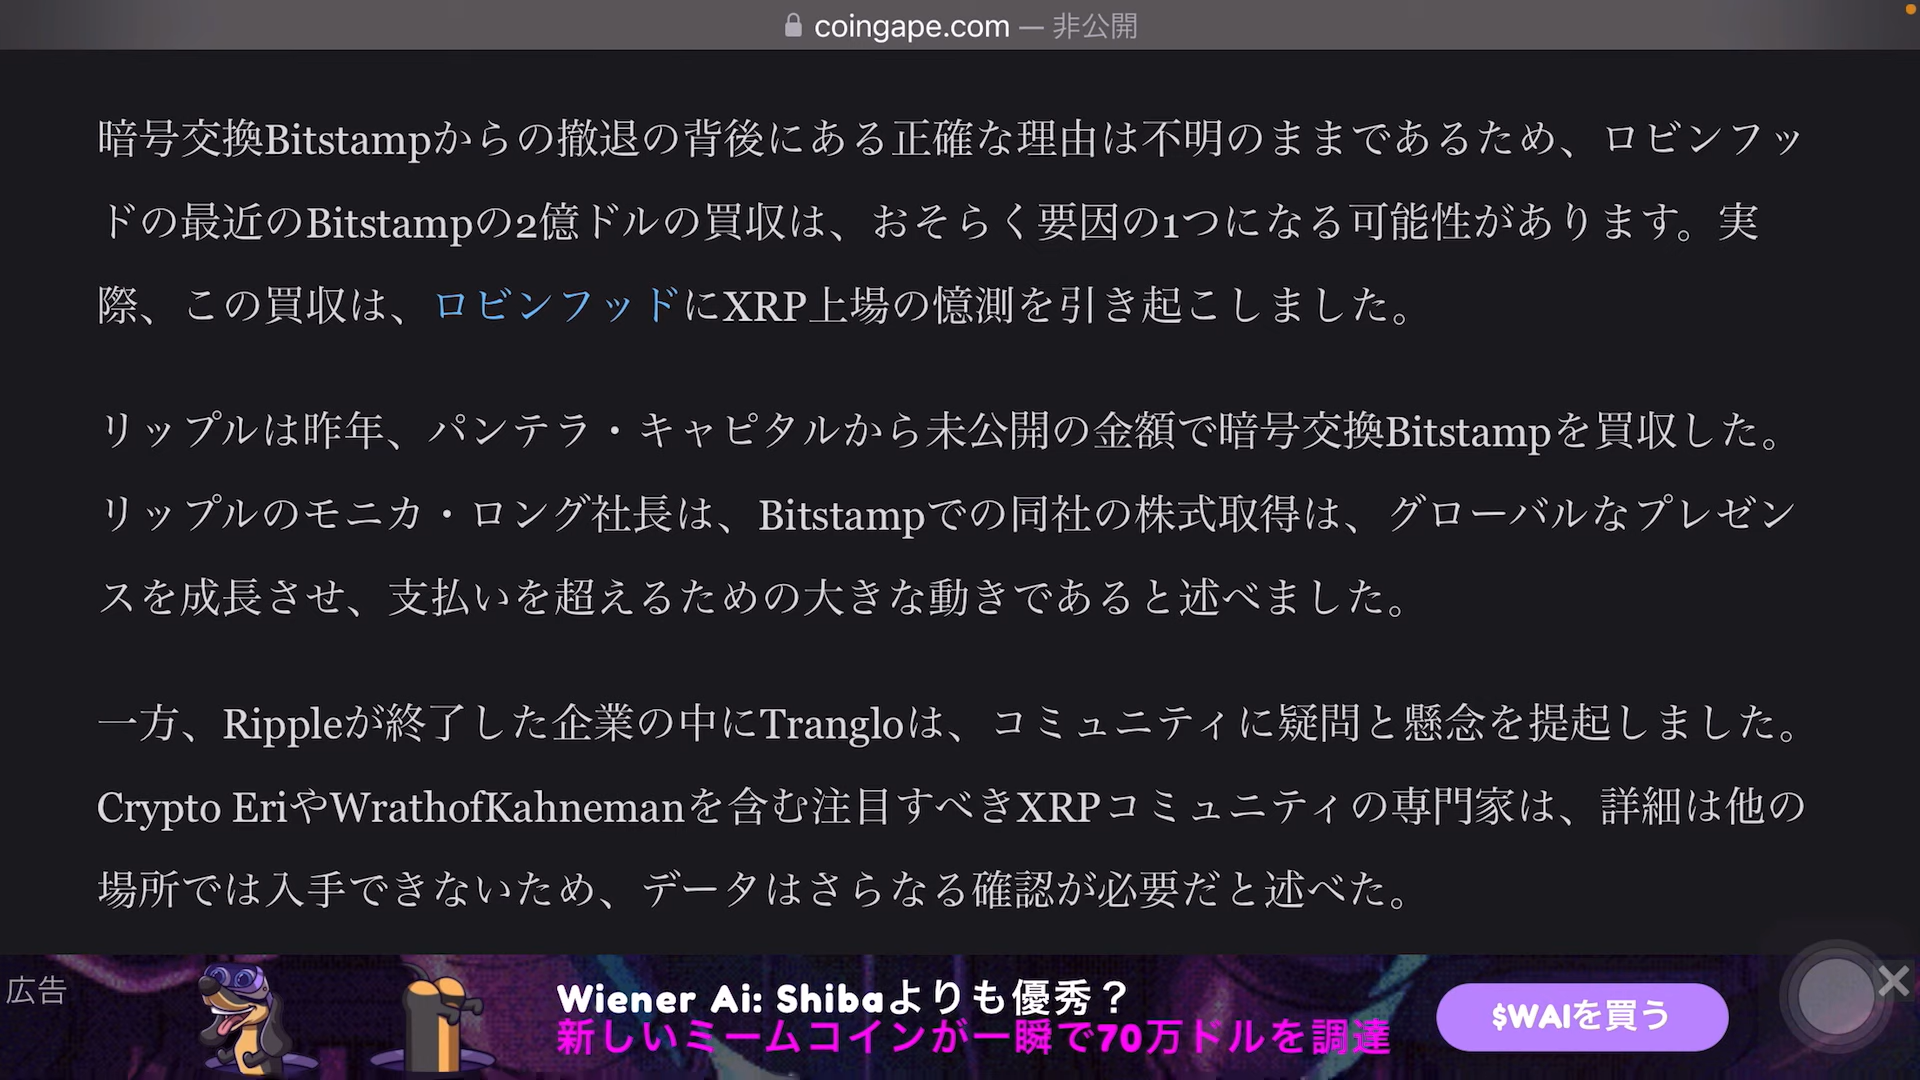 coingape.com — 非公開
暗号交換Bitstampからの撤退の背後にある正確な理由は不明のままであるため、ロビンフッ
ドの最近のBitstampの2億ドルの買収は、おそらく要因の1つになる可能性があります。実
際、この買収は、ロビンフッドにXRP上場の憶測を引き起こしました。
リップルは昨年、パンテラ・キャピタルから未公開の金額で暗号交換Bitstampを買収した。
リップルのモニカ・ロング社長は、Bitstampでの同社の株式取得は、グローバルなプレゼン
スを成長させ、支払いを超えるための大きな動きであると述べました。
一方、Rippleが終了した企業の中にTrangloは、コミュニティに疑問と懸念を提起しました。
Crypto EriやWrathofKahnemanを含む注目すべきXRPコミュニティの専門家は、詳細は他の
場所では入手できないため、データはさらなる確認が必要だと述べた。
広告
Wiener Ai: Shibaよりも優秀？
新しいミームコインが一瞬で70万ドルを調達
$WAIを買う